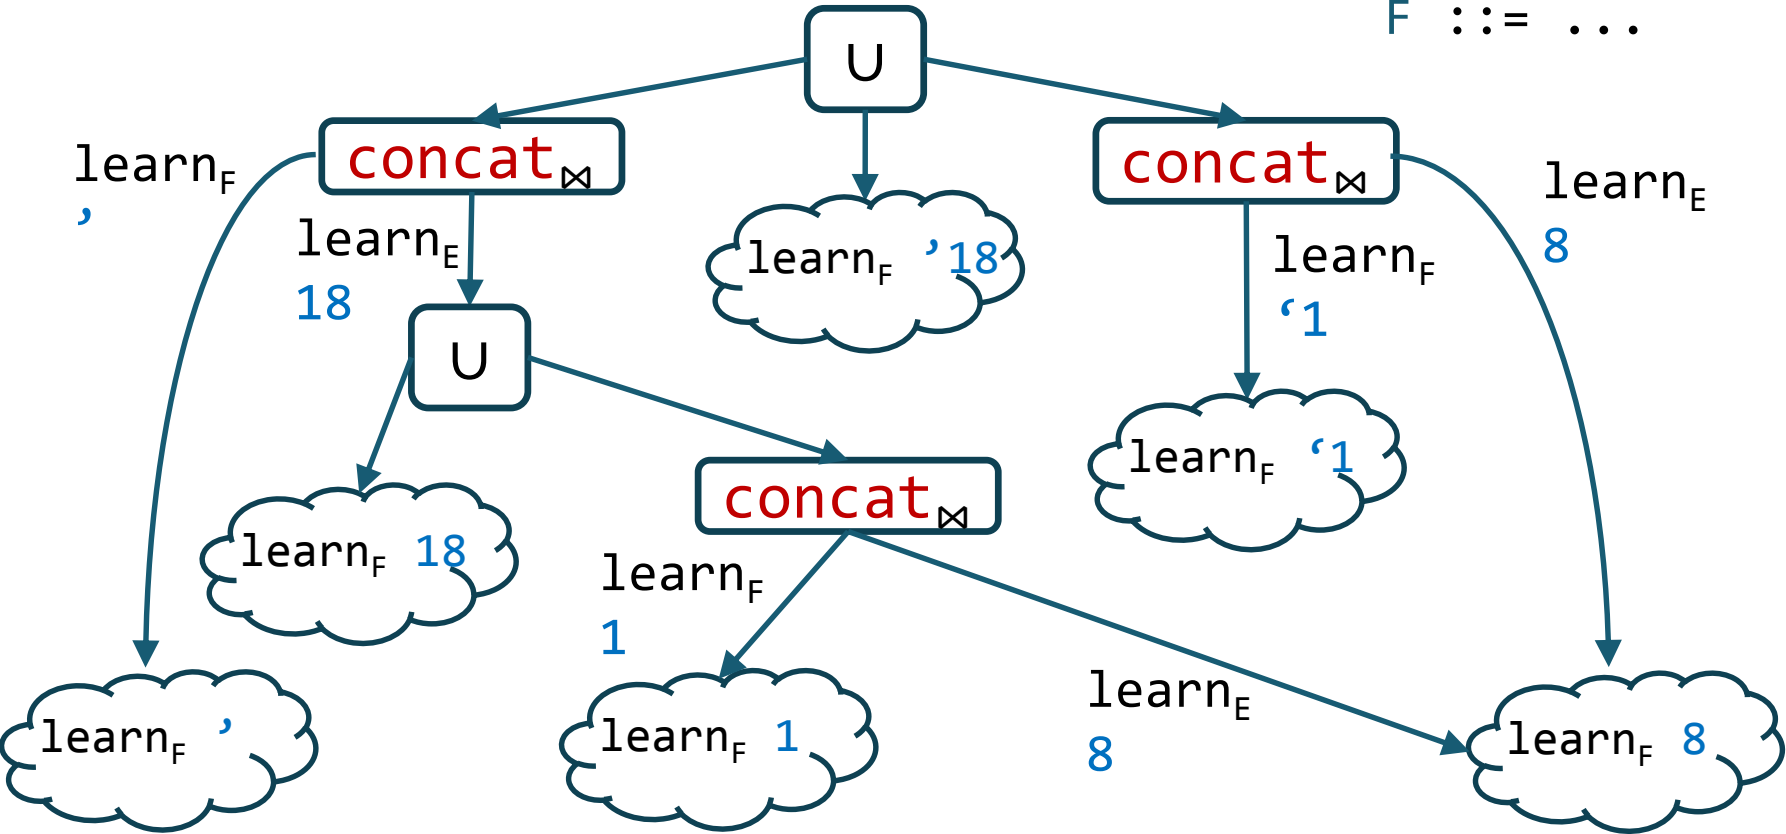 F ::= ...
∪
concat⋈
concat⋈
learnF
’
learnE
18
learnF ’18
learnF
‘1
learnE
8
∪
learnF ‘1
concat⋈
learnF 18
learnF
1
learnE
8
learnF ’
learnF 1
learnF 8